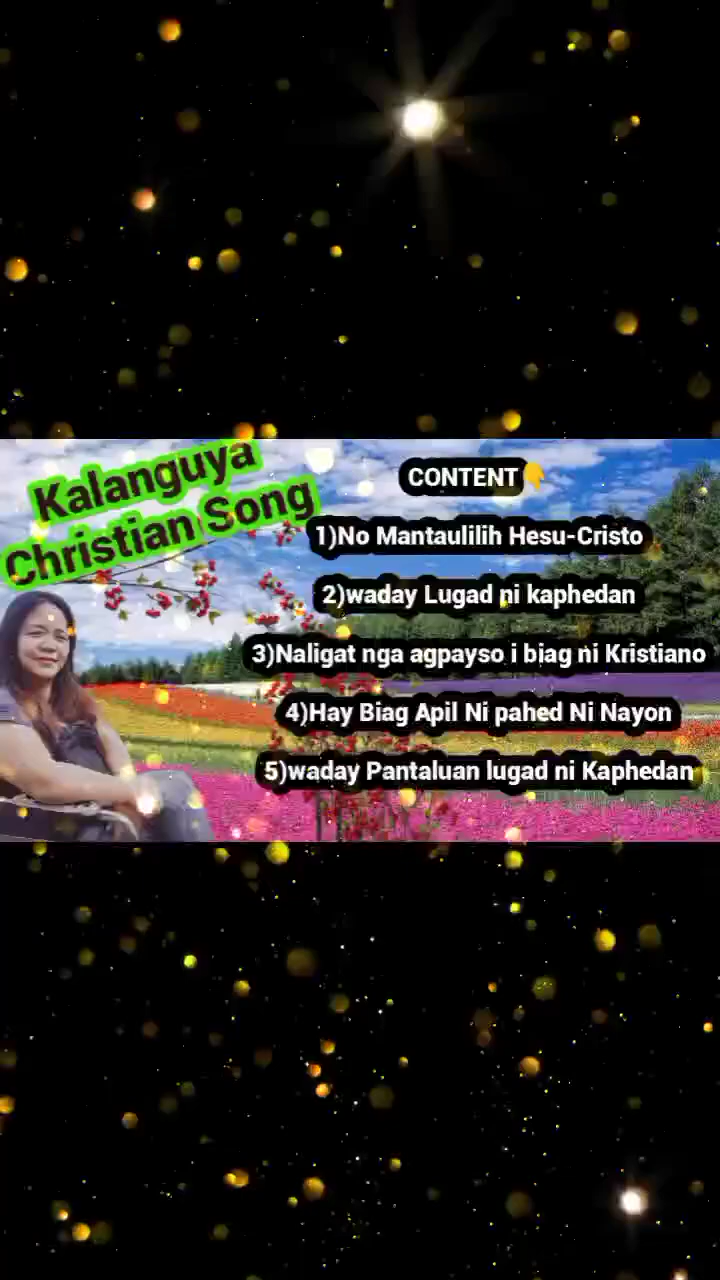 Kalanguya
Christian Song
CONTENT👇
1)No Mantaulilih Hesu-Cristo
2)waday Lugad ni kaphedan
3)Naligat nga agpayso i biag ni Kristiano
4)Hay Biag Apil Ni pahed Ni Nayon
5)waday Pantaluan lugad ni Kaphedan